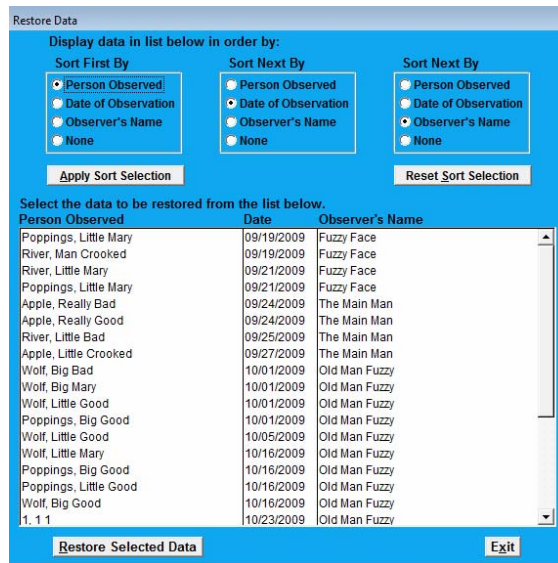 Restore Data
Display data in list below in order by:
Sort First By Sort Next By Sort Next By
Person Observed Person Observed Person Observed
Date of Observation Date of Observation Date of Observation
Observer's Name Observer's Name Observer's Name
None None None
Apply Sort Selection Reset Sort Selection
Select the data to be restored from the list below.
Person Observed Date Observer's Name
Poppings, Little Mary 09/19/2009 Fuzzy Face
River, Man Crooked 09/19/2009 Fuzzy Face
River, Little Mary 09/21/2009 Fuzzy Face
Poppings, Little Mary 09/21/2009 Fuzzy Face
Apple, Really Bad 09/24/2009 The Main Man
Apple, Really Good 09/24/2009 The Main Man
River, Little Bad 09/25/2009 The Main Man
Apple, Little Crooked 09/27/2009 The Main Man
Wolf, Big Bad 10/01/2009 Old Man Fuzzy
Wolf, Big Mary 10/01/2009 Old Man Fuzzy
Wolf, Little Good 10/01/2009 Old Man Fuzzy
Poppings, Big Good 10/01/2009 Old Man Fuzzy
Wolf, Little Good 10/05/2009 Old Man Fuzzy
Wolf, Little Mary 10/16/2009 Old Man Fuzzy
Poppings, Big Good 10/16/2009 Old Man Fuzzy
Poppings, Little Good 10/16/2009 Old Man Fuzzy
Wolf, Big Good 10/16/2009 Old Man Fuzzy
1, 1 1 10/23/2009 Old Man Fuzzy
Restore Selected Data Exit